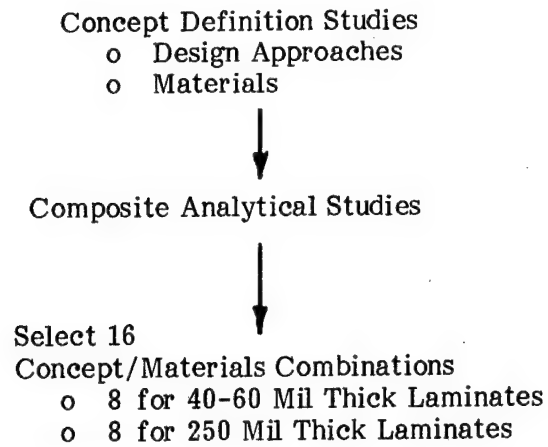 Concept Definition Studies
o Design Approaches
o Materials
Composite Analytical Studies
Select 16
Concept/Materials Combinations
o 8 for 40-60 Mil Thick Laminates
o 8 for 250 Mil Thick Laminates